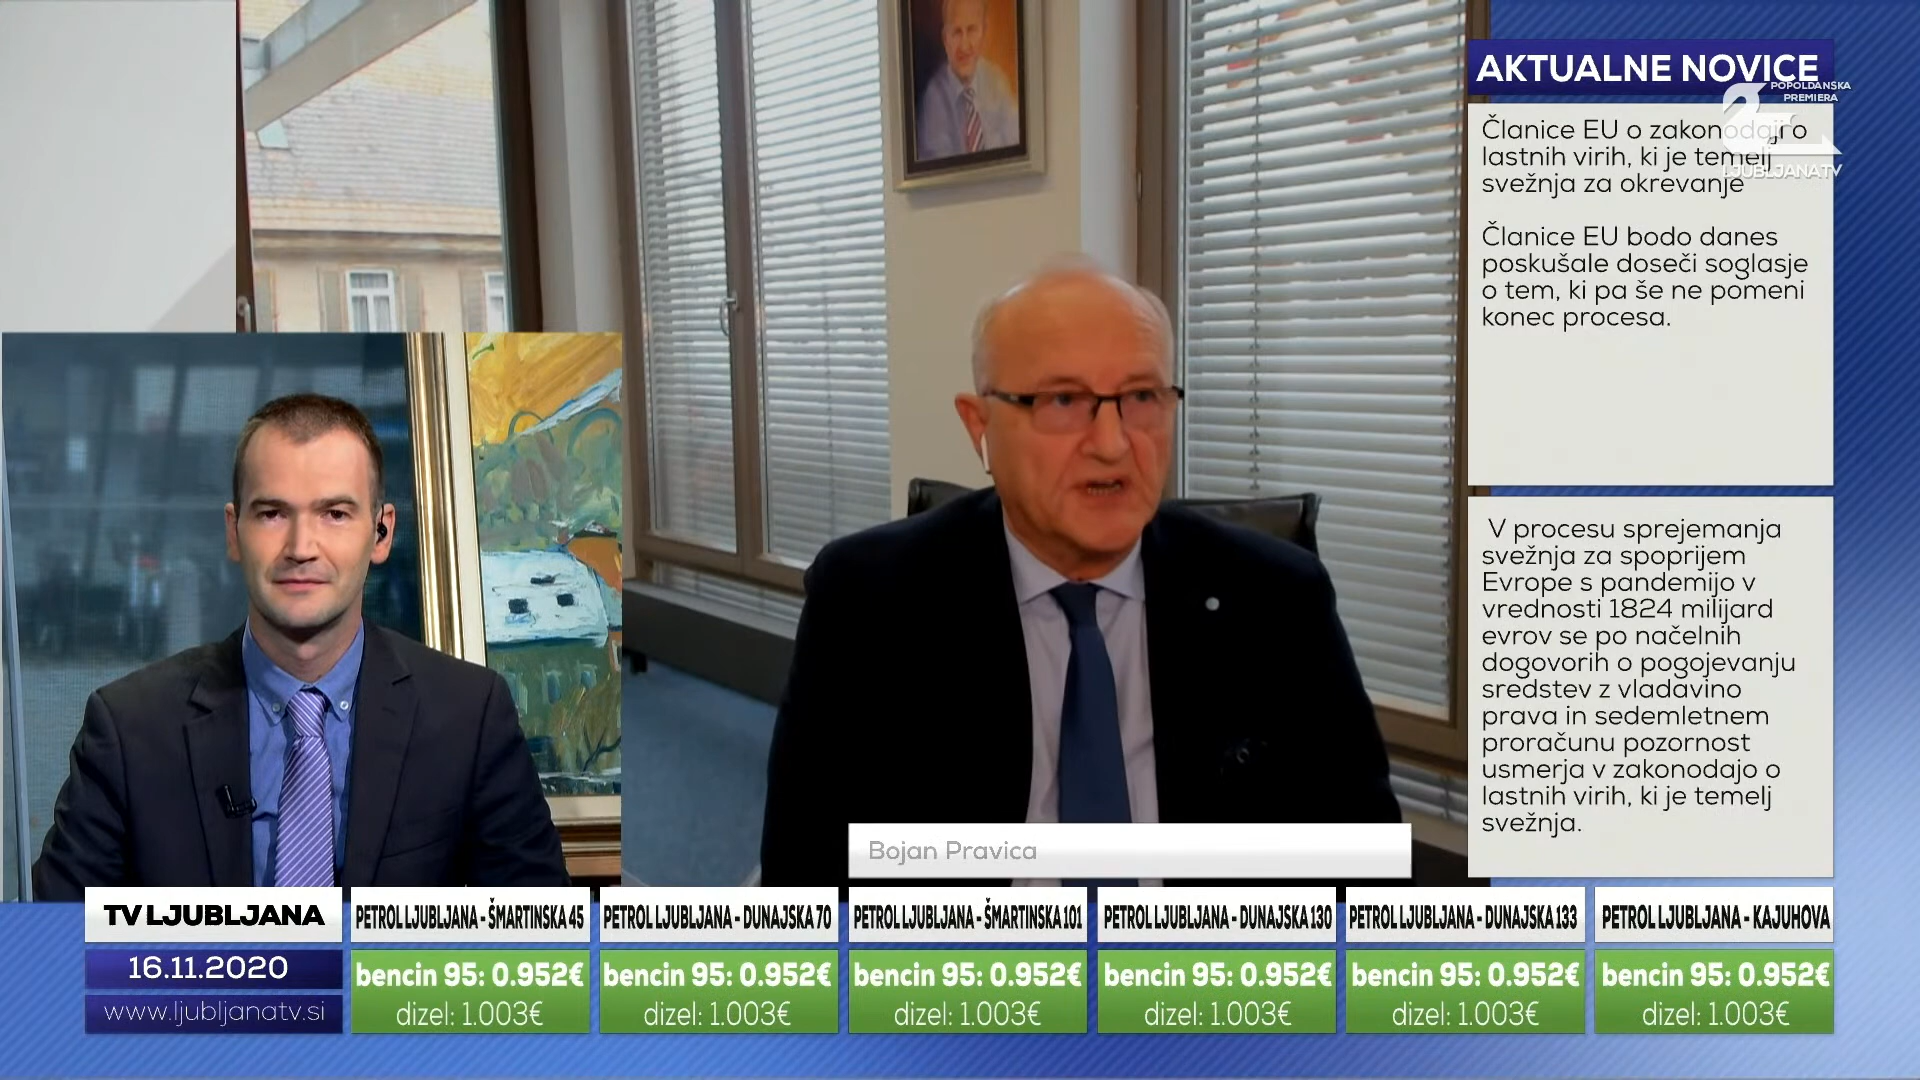 AKTUALNE NOVICE
POPOLDANSKA
PREMIERA
LJUBLJANATV
Članice EU o zakonodaji o
lastnih virih, ki je temelj
svežnja za okrevanje
Članice EU bodo danes
poskušale doseči soglasje
o tem, ki pa še ne pomeni
konec procesa.
V procesu sprejemanja
svežnja za spoprijem
Evrope s pandemijo v
vrednosti 1824 milijard
evrov se po načelnih
dogovorih o pogojevanju
sredstev z vladavino
prava in sedemletnem
proračunu pozornost
usmerja v zakonodajo o
lastnih virih, ki je temelj
svežnja.
Bojan Pravica
TV LJUBLJANA
16.11.2020
www.ljubljanatv.si
PETROL LJUBLJANA - ŠMARTINSKA 45
bencin 95: 0.952€
dizel: 1.003€
PETROL LJUBLJANA - DUNAJSKA 70
bencin 95: 0.952€
dizel: 1.003€
PETROL LJUBLJANA - ŠMARTINSKA 101
bencin 95: 0.952€
dizel: 1.003€
PETROL LJUBLJANA - DUNAJSKA 130
bencin 95: 0.952€
dizel: 1.003€
PETROL LJUBLJANA - DUNAJSKA 133
bencin 95: 0.952€
dizel: 1.003€
PETROL LJUBLJANA - KAJUHOVA
bencin 95: 0.952€
dizel: 1.003€